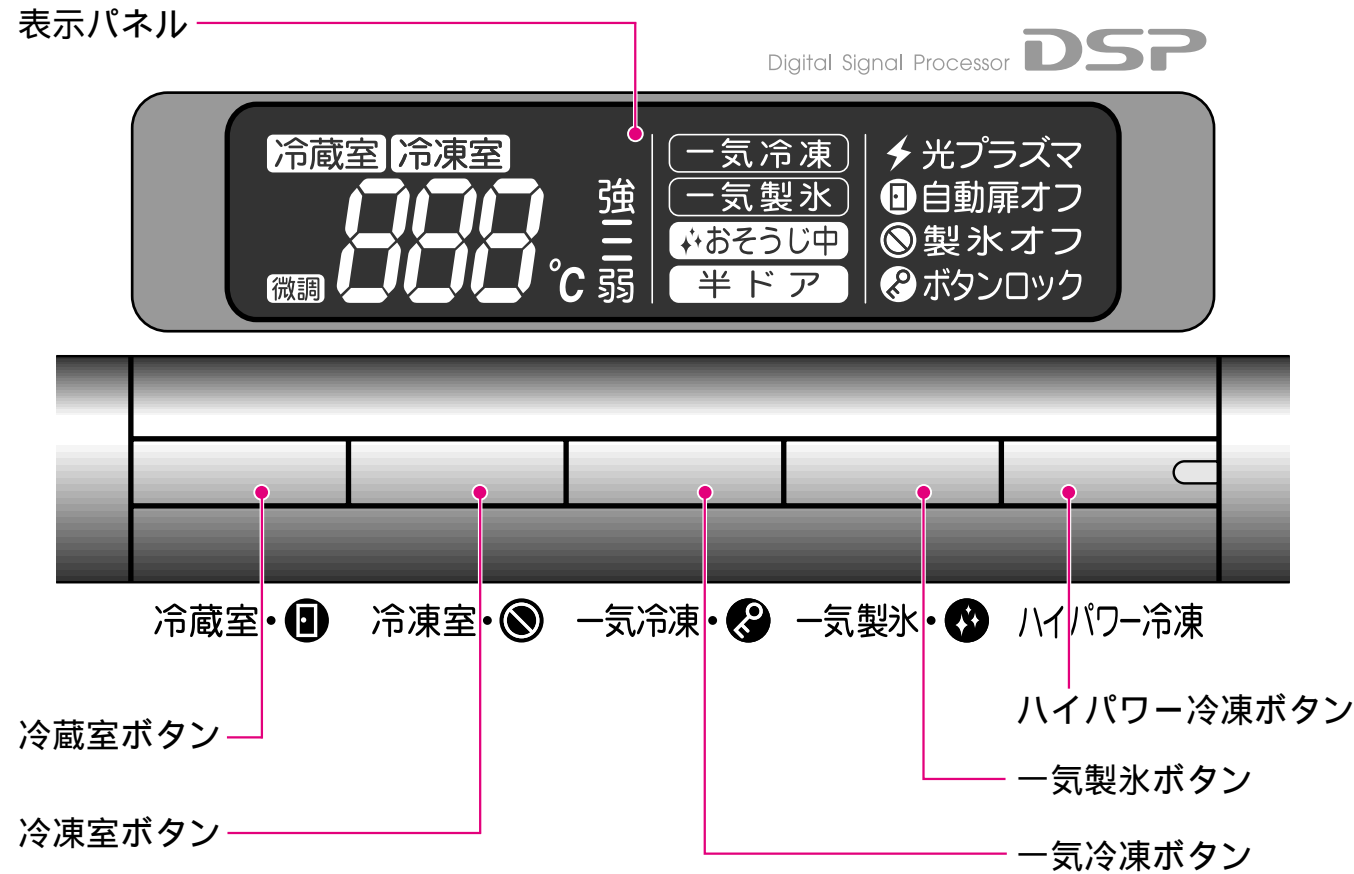 表示パネル
Digital Signal Processor DSP
冷蔵室 冷凍室
888
℃
微調
強
弱
一気冷凍
一気製氷
おそうじ中
半ドア
光プラズマ
自動扉オフ
製氷オフ
ボタンロック
冷蔵室・
冷凍室・
一気冷凍・
一気製氷・
ハイパワー冷凍
冷蔵室ボタン
冷凍室ボタン
ハイパワー冷凍ボタン
一気製氷ボタン
一気冷凍ボタン